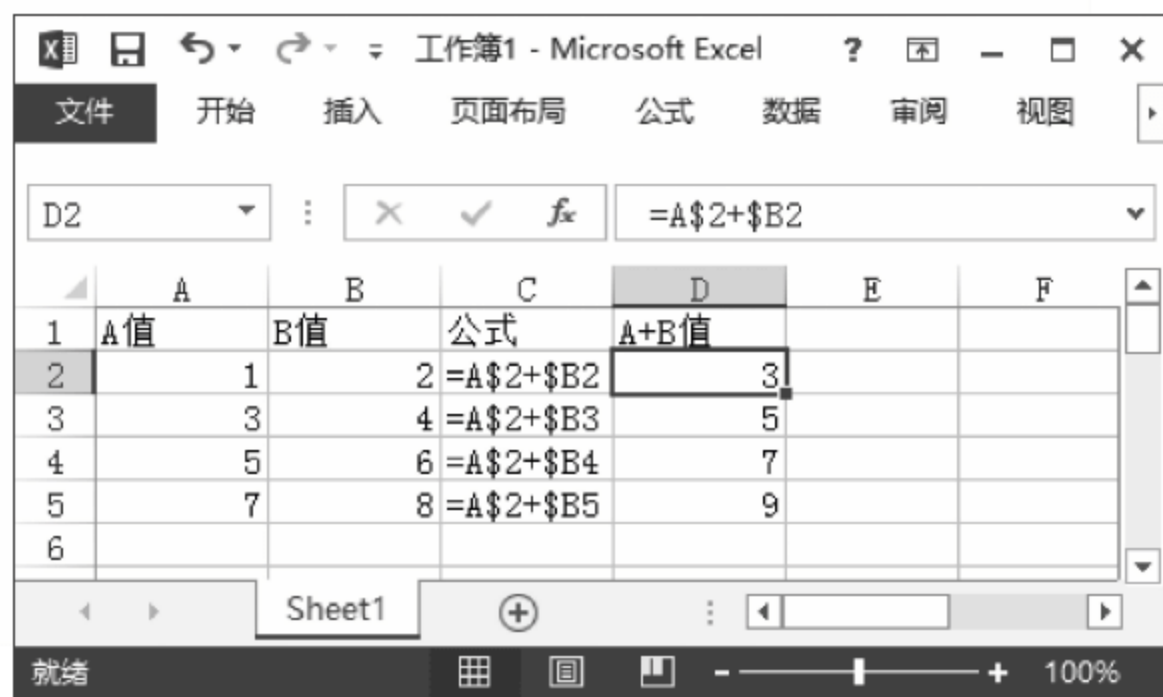 工作簿1 - Microsoft Excel ?
文件 开始 插入 页面布局 公式 数据 审阅 视图
D2 fx =A$2+$B2
A B C D E F
1 A值 B值 公式 A+B值
2 1 2 =A$2+$B2 3
3 3 4 =A$2+$B3 5
4 5 6 =A$2+$B4 7
5 7 8 =A$2+$B5 9
6
Sheet1
就绪 100%